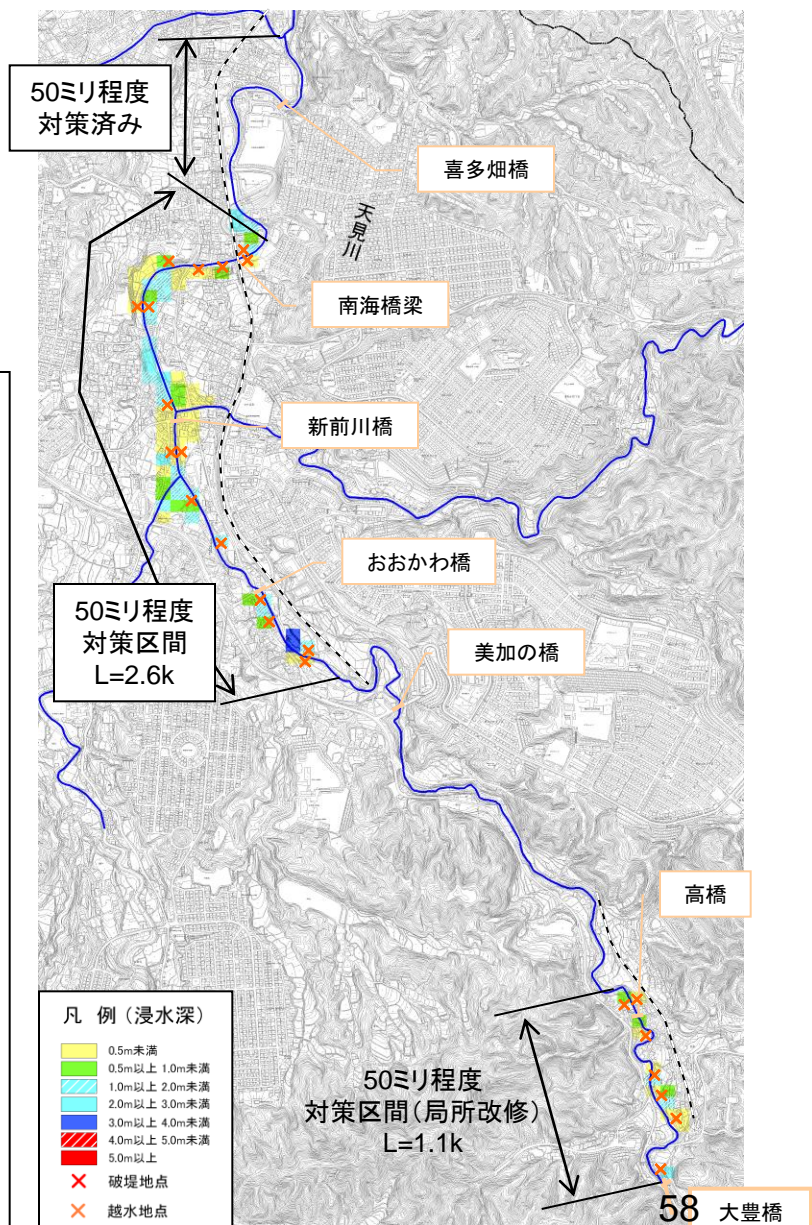 50ミリ程度
対策済み
喜多畑橋
天見川
南海橋梁
新前川橋
おおかわ橋
50ミリ程度
対策区間
L=2.6k
美加の橋
高橋
50ミリ程度
対策区間(局所改修)
L=1.1k
凡 例 (浸水深)
0.5m未満
0.5m以上 1.0m未満
1.0m以上 2.0m未満
2.0m以上 3.0m未満
3.0m以上 4.0m未満
4.0m以上 5.0m未満
5.0m以上
破堤地点
越水地点
58
大豊橋